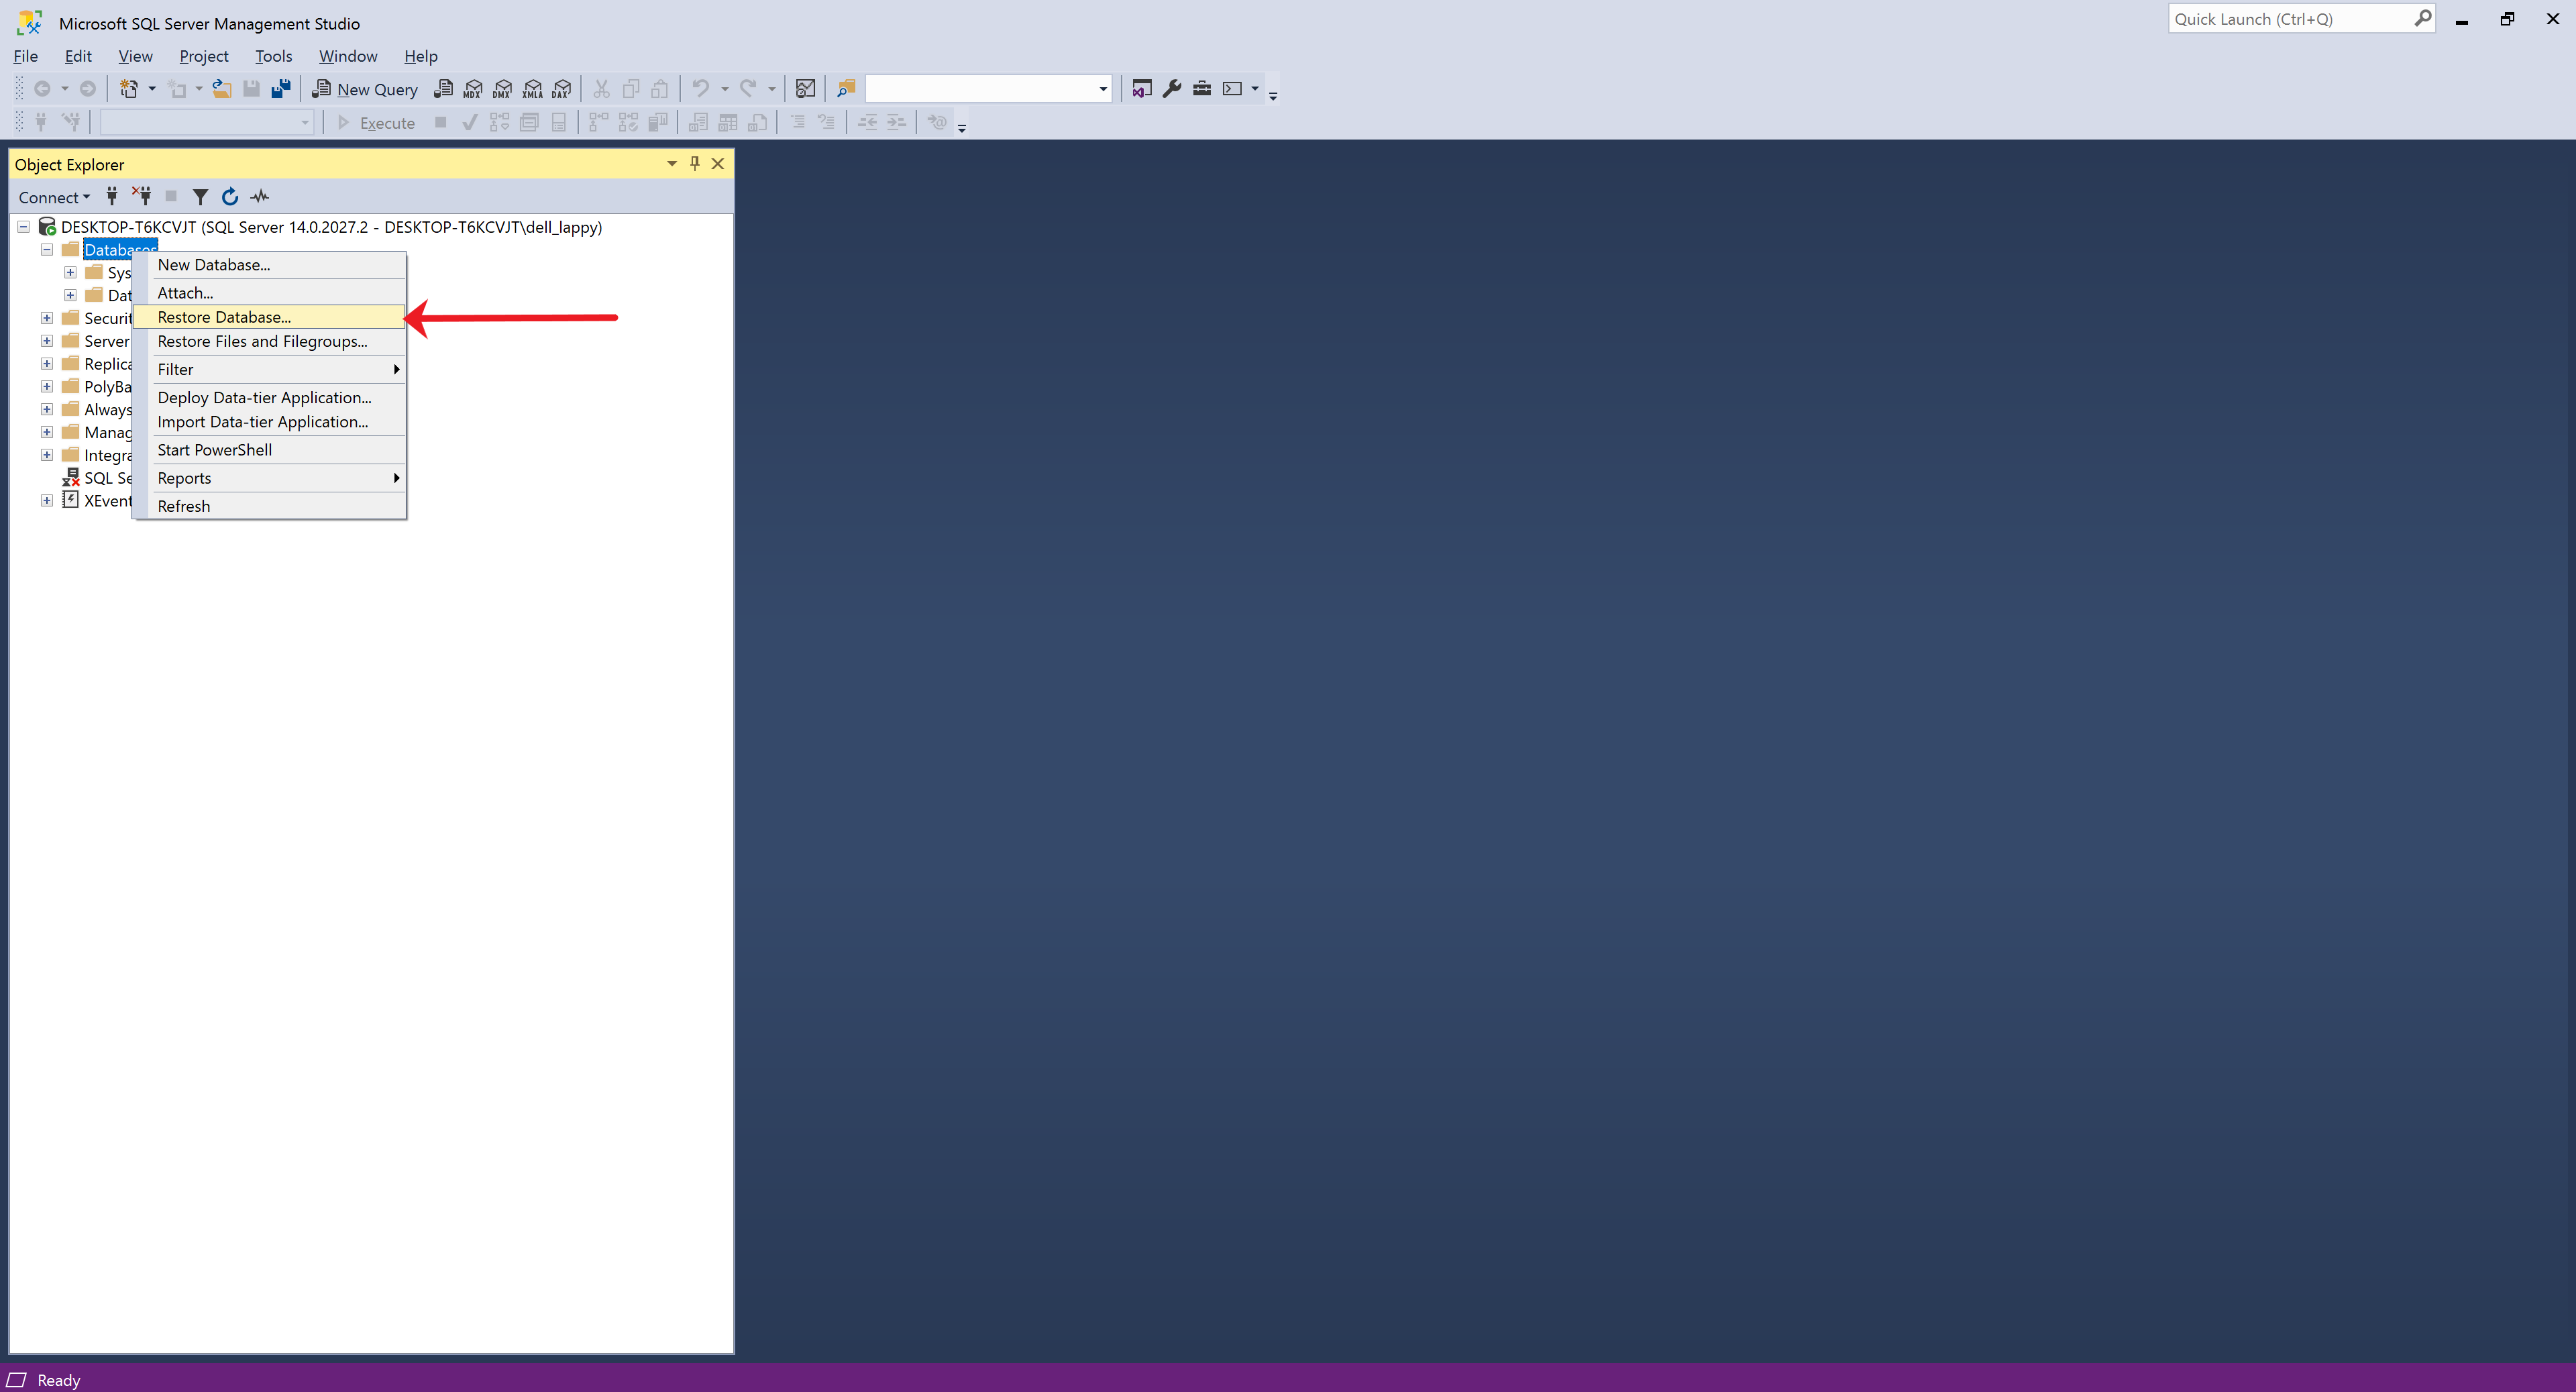 Microsoft SQL Server Management Studio
Quick Launch (Ctrl+Q)
File Edit View Project Tools Window Help
New Query MDX DMX XMLA DAX
Execute
Object Explorer
Connect
DESKTOP-T6KCVJT (SQL Server 14.0.2027.2 - DESKTOP-T6KCVJT\dell_lappy)
Databases
Sys
Dat
Securit
Server
Replica
PolyBa
Always
Manag
Integra
SQL Se
XEvent
New Database...
Attach...
Restore Database...
Restore Files and Filegroups...
Filter
Deploy Data-tier Application...
Import Data-tier Application...
Start PowerShell
Reports
Refresh
Ready